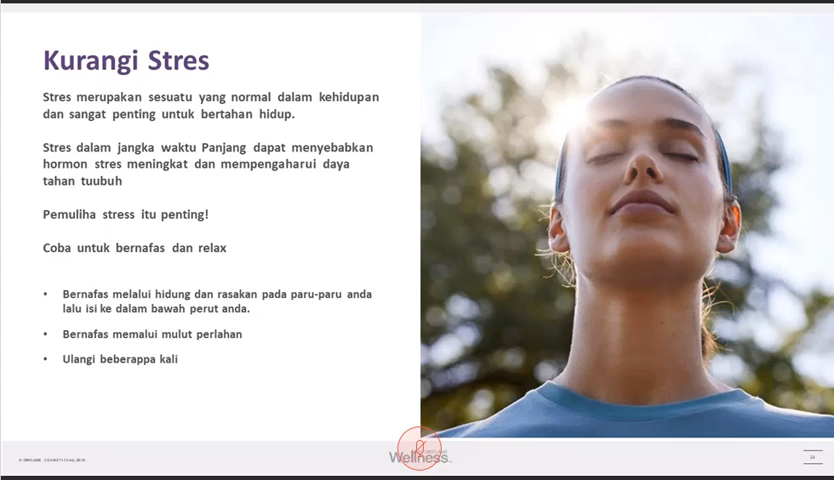 Kurangi Stres
Stres merupakan sesuatu yang normal dalam kehidupan
dan sangat penting untuk bertahan hidup.
Stres dalam jangka waktu Panjang dapat menyebabkan
hormon stres meningkat dan mempengaharui daya
tahan tuubuh
Pemuliha stress itu penting!
Coba untuk bernafas dan relax
• Bernafas melalui hidung dan rasakan pada paru-paru anda
lalu isi ke dalam bawah perut anda.
• Bernafas memalui mulut perlahan
• Ulangi beberappa kali
Wellness
24